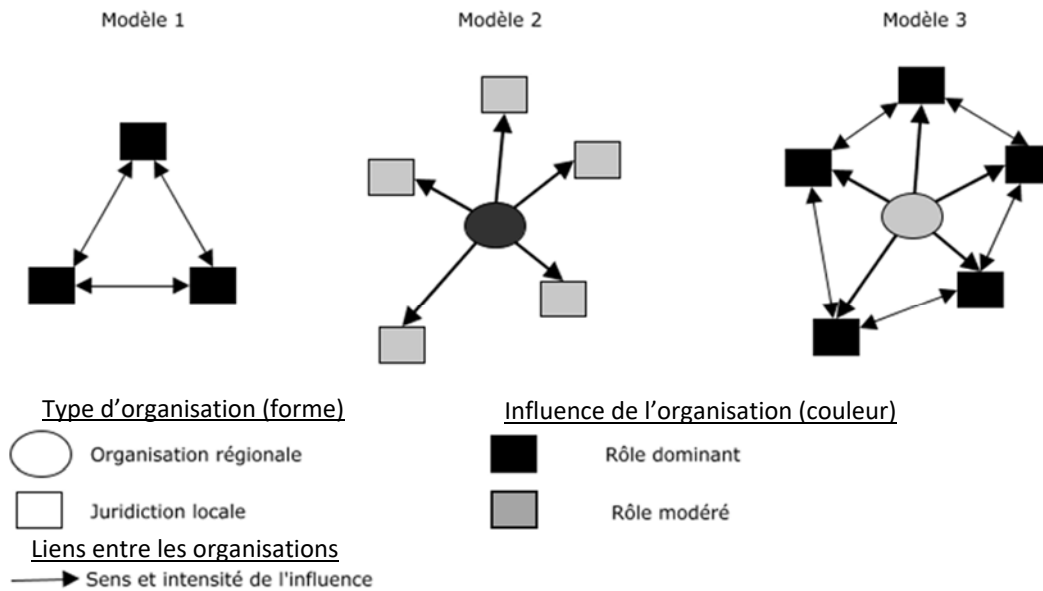 Modèle 1
Modèle 2
Modèle 3
Type d’organisation (forme)
Influence de l’organisation (couleur)
Organisation régionale
Rôle dominant
Juridiction locale
Rôle modéré
Liens entre les organisations
Sens et intensité de l'influence